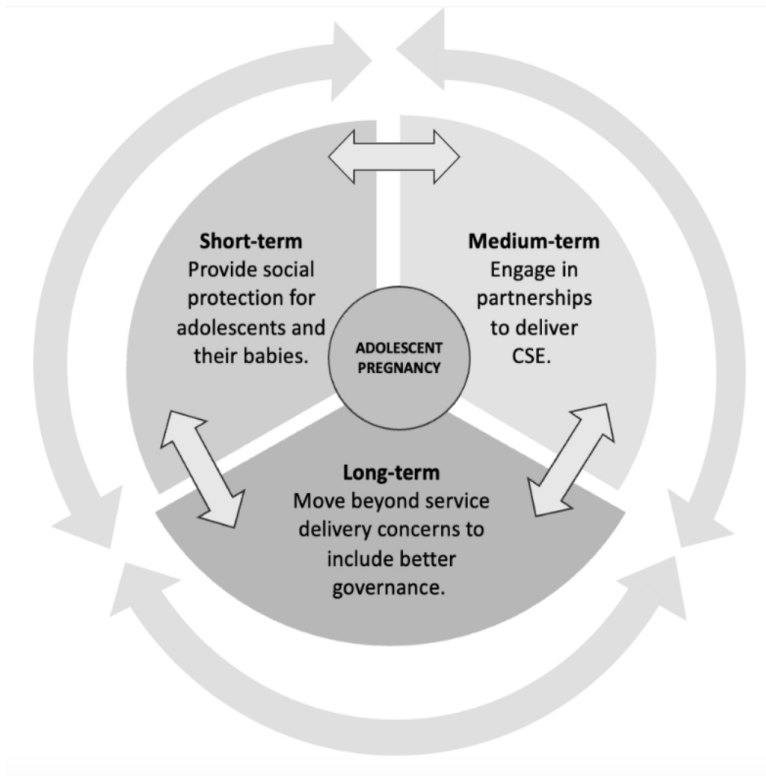 Short-term
Provide social
protection for
adolescents and
their babies.
Medium-term
Engage in
partnerships
to deliver
CSE.
ADOLESCENT
PREGNANCY
Long-term
Move beyond service
delivery concerns to
include better
governance.